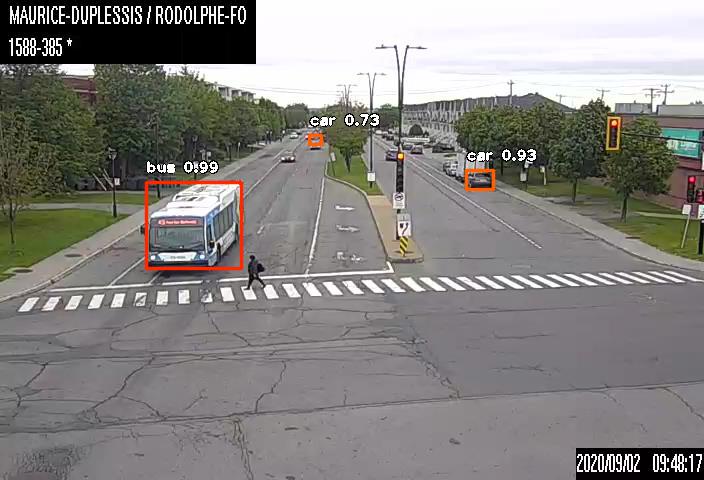 MAURICE-DUPLESSIS / RODOLPHE-FO
1588-385 *
car 0.73
car 0.93
bus 0.99
2020/09/02 09:48:17